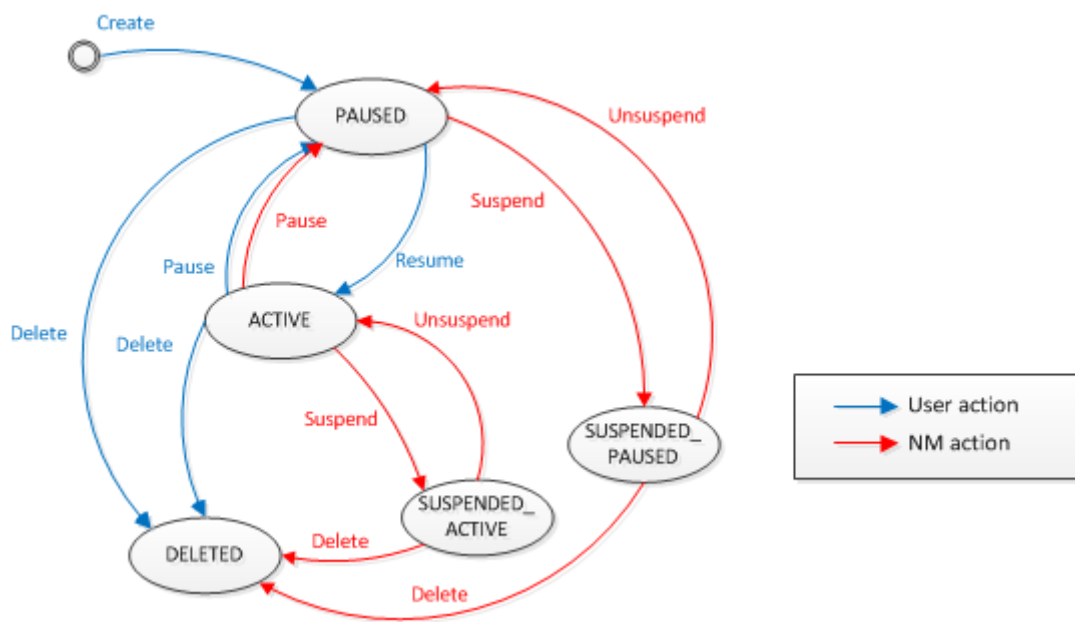 Create
PAUSED
Unsuspend
Suspend
Pause
Pause
Resume
ACTIVE
Unsuspend
Delete
Delete
Suspend
SUSPENDED_
PAUSED
SUSPENDED_
ACTIVE
DELETED
Delete
Delete
User action
NM action